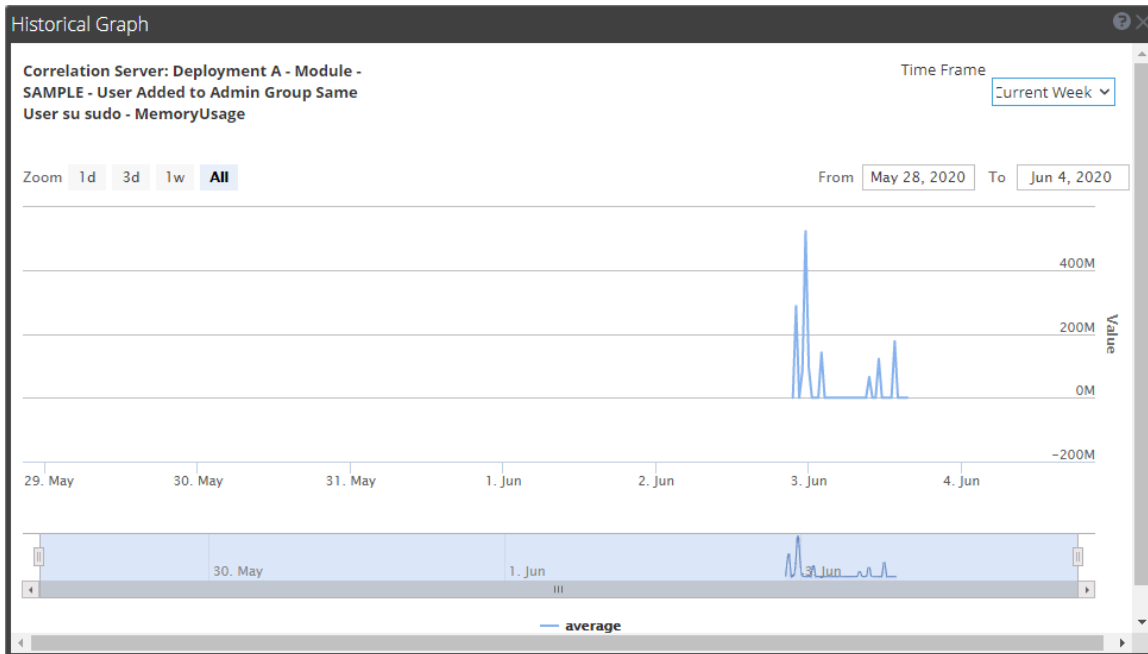 Historical Graph
Correlation Server: Deployment A - Module -
SAMPLE - User Added to Admin Group Same
User su sudo - MemoryUsage
Time Frame
Current Week
Zoom 1d 3d 1w All
From May 28, 2020 To Jun 4, 2020
400M
200M
0M
-200M
Value
29. May 30. May 31. May 1. Jun 2. Jun 3. Jun 4. Jun
30. May 1. Jun 3. Jun
average